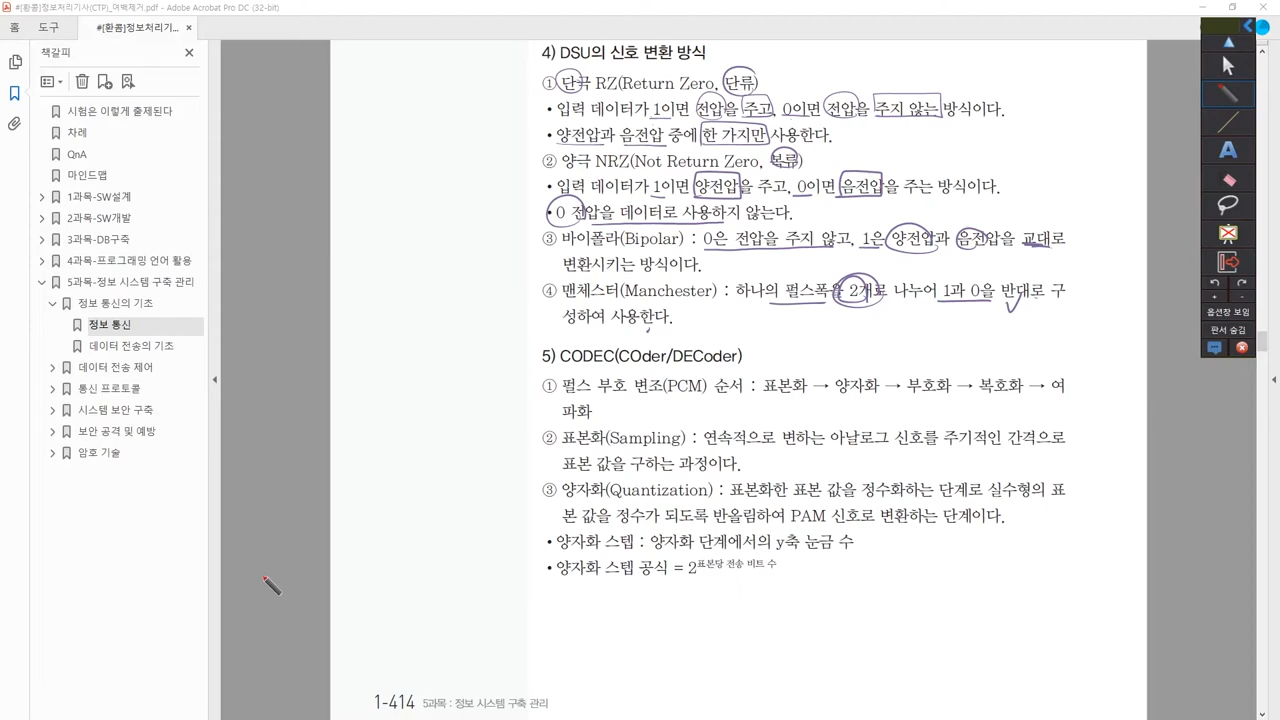 #[황콤]정보처리기사(CTP)_여백제거.pdf - Adobe Acrobat Pro DC (32-bit)
홈 도구 #[황콤]정보처리기... ×
책갈피
시험은 이렇게 출제된다
차례
QnA
마인드맵
1과목-SW설계
2과목-SW개발
3과목-DB구축
4과목-프로그래밍 언어 활용
5과목-정보 시스템 구축 관리
정보 통신의 기초
정보 통신
데이터 전송의 기초
데이터 전송 제어
통신 프로토콜
시스템 보안 구축
보안 공격 및 예방
암호 기술
4) DSU의 신호 변환 방식
① 단극 RZ(Return Zero, 단류)
• 입력 데이터가 1이면 전압을 주고, 0이면 전압을 주지 않는 방식이다.
• 양전압과 음전압 중에 한 가지만 사용한다.
② 양극 NRZ(Not Return Zero, 복류)
• 입력 데이터가 1이면 양전압을 주고, 0이면 음전압을 주는 방식이다.
• 0 전압을 데이터로 사용하지 않는다.
③ 바이폴라(Bipolar) : 0은 전압을 주지 않고, 1은 양전압과 음전압을 교대로
변환시키는 방식이다.
④ 맨체스터(Manchester) : 하나의 펄스폭을 2개로 나누어 1과 0을 반대로 구
성하여 사용한다.
5) CODEC(COder/DECoder)
① 펄스 부호 변조(PCM) 순서 : 표본화 → 양자화 → 부호화 → 복호화 → 여
파화
② 표본화(Sampling) : 연속적으로 변하는 아날로그 신호를 주기적인 간격으로
표본 값을 구하는 과정이다.
③ 양자화(Quantization) : 표본화한 표본 값을 정수화하는 단계로 실수형의 표
본 값을 정수가 되도록 반올림하여 PAM 신호로 변환하는 단계이다.
• 양자화 스텝 : 양자화 단계에서의 y축 눈금 수
• 양자화 스텝 공식 = 2표본당 전송 비트 수
1-414 5과목 : 정보 시스템 구축 관리
A
옵션창 보임
판서 숨김